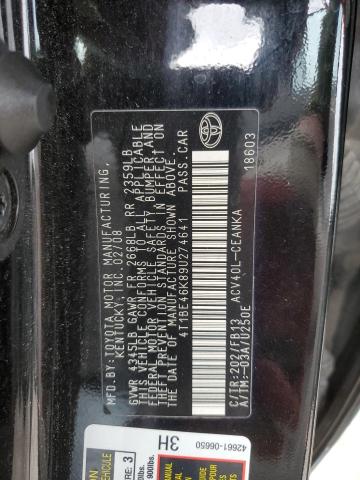 MFD.BY: TOYOTA MOTOR MANUFACTURING,
KENTUCKY, INC. 02/08
GVWR 4345LB GAWR FR 2668LB RR 2359LB
THIS VEHICLE CONFORMS TO ALL APPLICABLE
FEDERAL MOTOR VEHICLE SAFETY, BUMPER, AND
THEFT PREVENTION STANDARDS IN EFFECT ON
THE DATE OF MANUFACTURE SHOWN ABOVE.
4T1BE46K89U274641 PASS.CAR
C/TR:202/FB13 ACV40L-CEANKA
A/TM:-03A/U250E 18603
42661-06650
3H